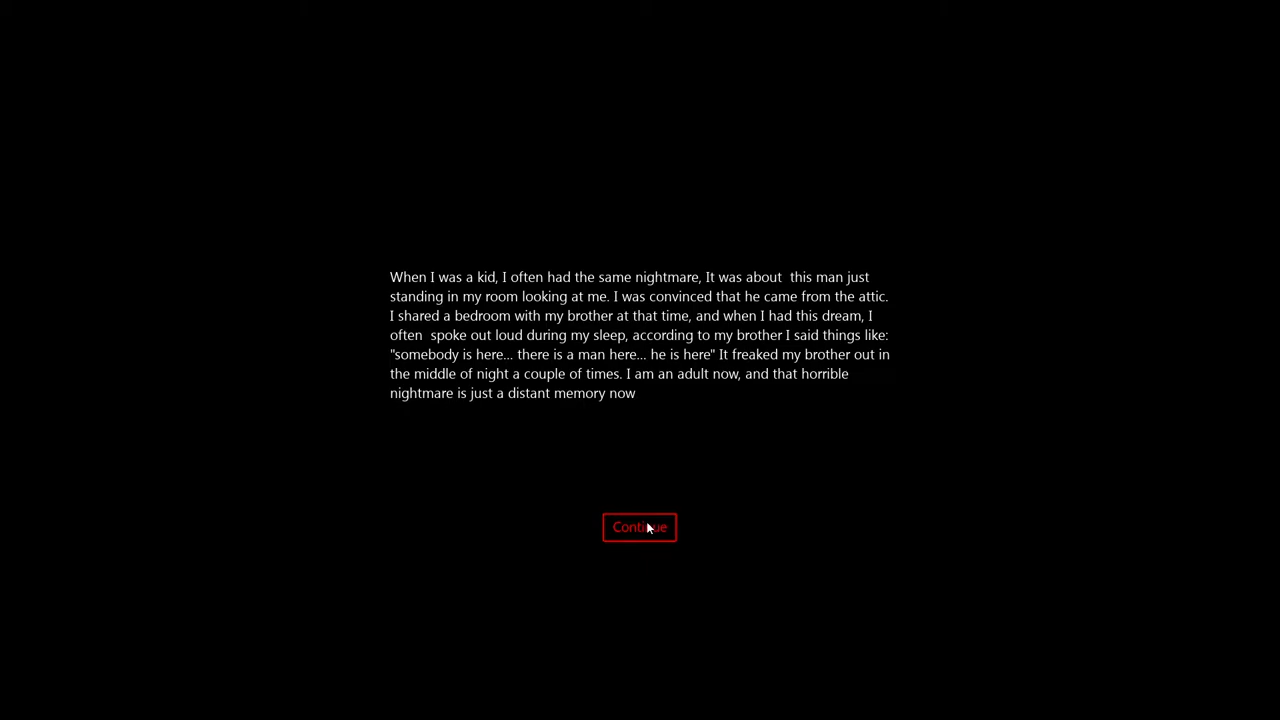 When I was a kid, I often had the same nightmare, It was about  this man just
standing in my room looking at me. I was convinced that he came from the attic.
I shared a bedroom with my brother at that time, and when I had this dream, I
often  spoke out loud during my sleep, according to my brother I said things like:
"somebody is here... there is a man here... he is here" It freaked my brother out in
the middle of night a couple of times. I am an adult now, and that horrible
nightmare is just a distant memory now
Continue